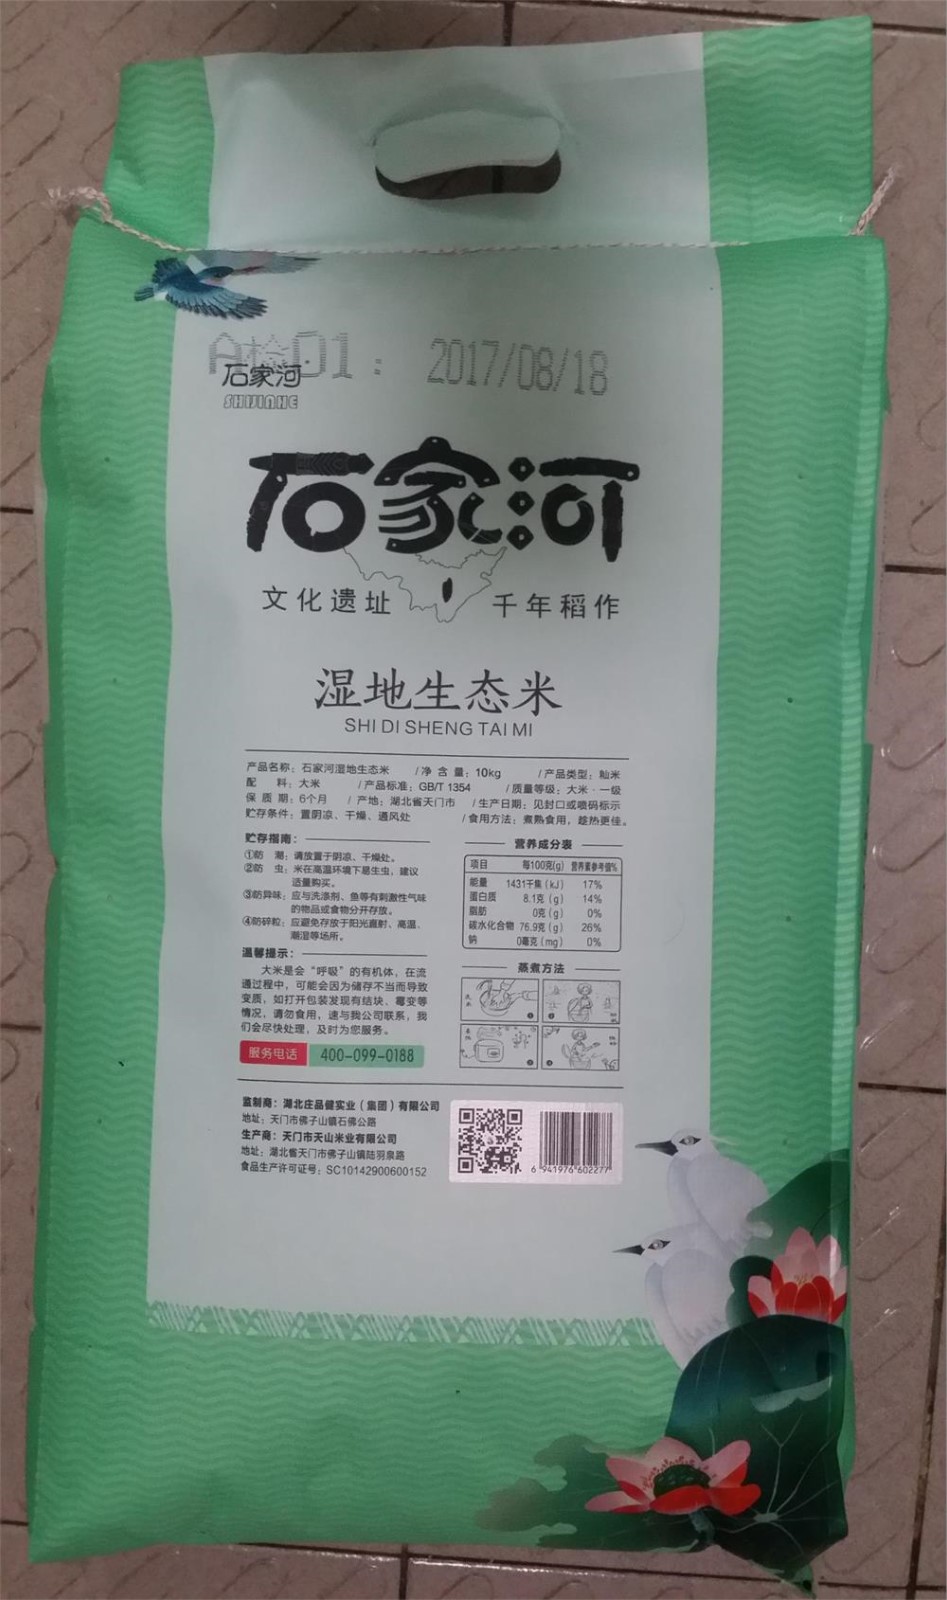 A检01： 2017/08/18
石家河
SHIJIAHE
石家河
文化遗址 千年稻作
湿地生态米
SHI DI SHENG TAI MI
产品名称：石家河湿地生态米 /净含量：10kg /产品类型：籼米
配料：大米 /产品标准：GB/T 1354 /质量等级：大米·一级
保质期：6个月 /产地：湖北省天门市 /生产日期：见封口或喷码标示
贮存条件：置阴凉、干燥、通风处 /食用方法：煮熟食用，趁热更佳。
贮存指南：
①防潮：请放置于阴凉、干燥处。
②防虫：米在高温环境下易生虫，建议
适量购买。
③防异味：应与洗涤剂、鱼等有刺激性气味
的物品或食物分开存放。
④防碎粒：应避免存放于阳光直射、高温、
潮湿等场所。
温馨提示：
大米是会“呼吸”的有机体，在流
通过程中，可能会因为储存不当而导致
变质，如打开包装发现有结块、霉变等
情况，请勿食用，速与我公司联系，我
们会尽快处理，及时为您服务。
服务电话 400-099-0188
营养成分表
项目 每100克(g) 营养素参考值%
能量 1431千焦（kJ） 17%
蛋白质 8.1克（g） 14%
脂肪 0克（g） 0%
碳水化合物 76.9克（g） 26%
钠 0毫克（mg） 0%
蒸煮方法
监制商：湖北庄品健实业（集团）有限公司
地址：天门市佛子山镇石佛公路
生产商：天门市天山米业有限公司
地址：湖北省天门市佛子山镇陆羽泉路
食品生产许可证号：SC10142900600152
6 941976 602277